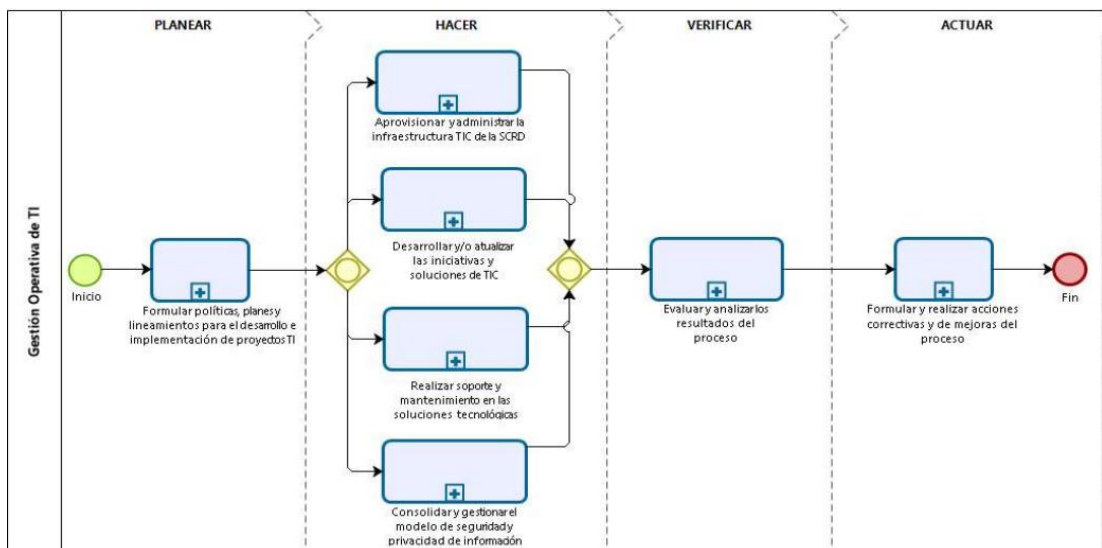 PLANEAR
HACER
VERIFICAR
ACTUAR
Gestión Operativa de TI
Inicio
Formular políticas, planes y
lineamientos para el desarrollo e
implementación de proyectos TI
Aprovisionar y administrar la
infraestructura TIC de la SCRD
Desarrollar y/o atualizar
las iniciativas y
soluciones de TIC
Realizar soporte y
mantenimiento en las
soluciones tecnológicas
Consolidar y gestionar el
modelo de seguridad y
privacidad de información
Evaluar y analizar los
resultados del
proceso
Formular y realizar acciones
correctivas y de mejoras del
proceso
Fin